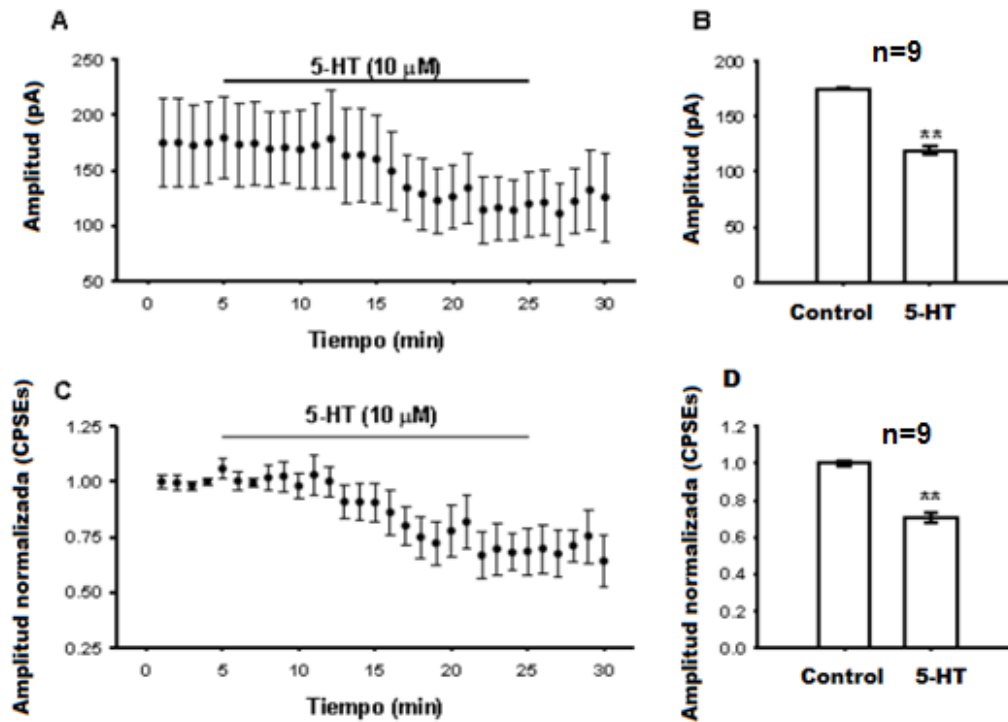 A
5-HT (10 µM)
Amplitud (pA)
250
200
150
100
50
0 5 10 15 20 25 30
Tiempo (min)
B
n=9
Amplitud (pA)
200
150
100
50
0
**
Control 5-HT
C
5-HT (10 µM)
Amplitud normalizada (CPSEs)
1.25
1.00
0.75
0.50
0.25
0 5 10 15 20 25 30
Tiempo (min)
D
n=9
Amplitud normalizada (CPSEs)
1.2
1.0
0.8
0.6
0.4
0.2
0.0
**
Control 5-HT